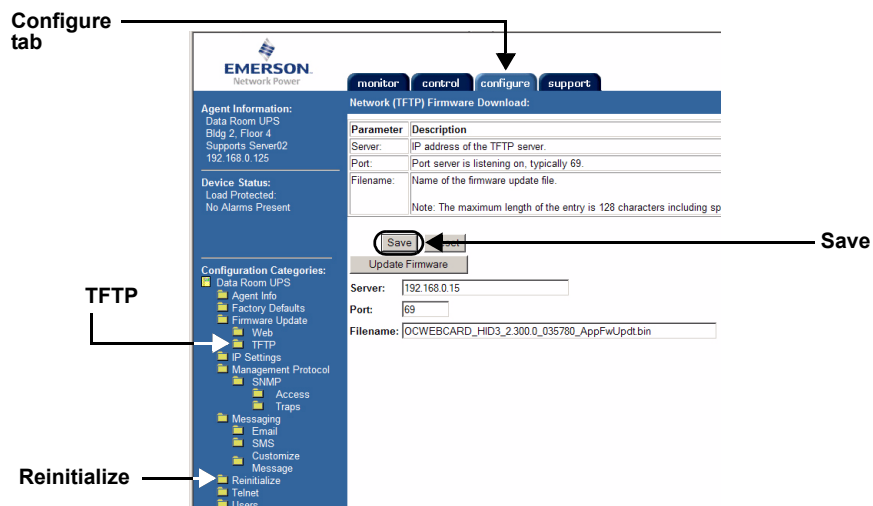 Configure
tab
EMERSON.
Network Power
monitor
control
configure
support
Agent Information:
Data Room UPS
Bldg 2, Floor 4
Supports Server02
192.168.0.125
Device Status:
Load Protected:
No Alarms Present
Network (TFTP) Firmware Download:
Parameter Description
Server: IP address of the TFTP server.
Port: Port server is listening on, typically 69.
Filename: Name of the firmware update file.
Note: The maximum length of the entry is 128 characters including sp
Save
Save
Update Firmware
Server: 192.168.0.15
Port: 69
Filename: OCWEBCARD_HID3_2.300.0_035780_AppFwUpdt.bin
TFTP
Configuration Categories:
Data Room UPS
Agent Info
Factory Defaults
Firmware Update
Web
TFTP
IP Settings
Management Protocol
SNMP
Access
Traps
Messaging
Email
SMS
Customize
Message
Reinitialize
Reinitialize
Telnet
Users